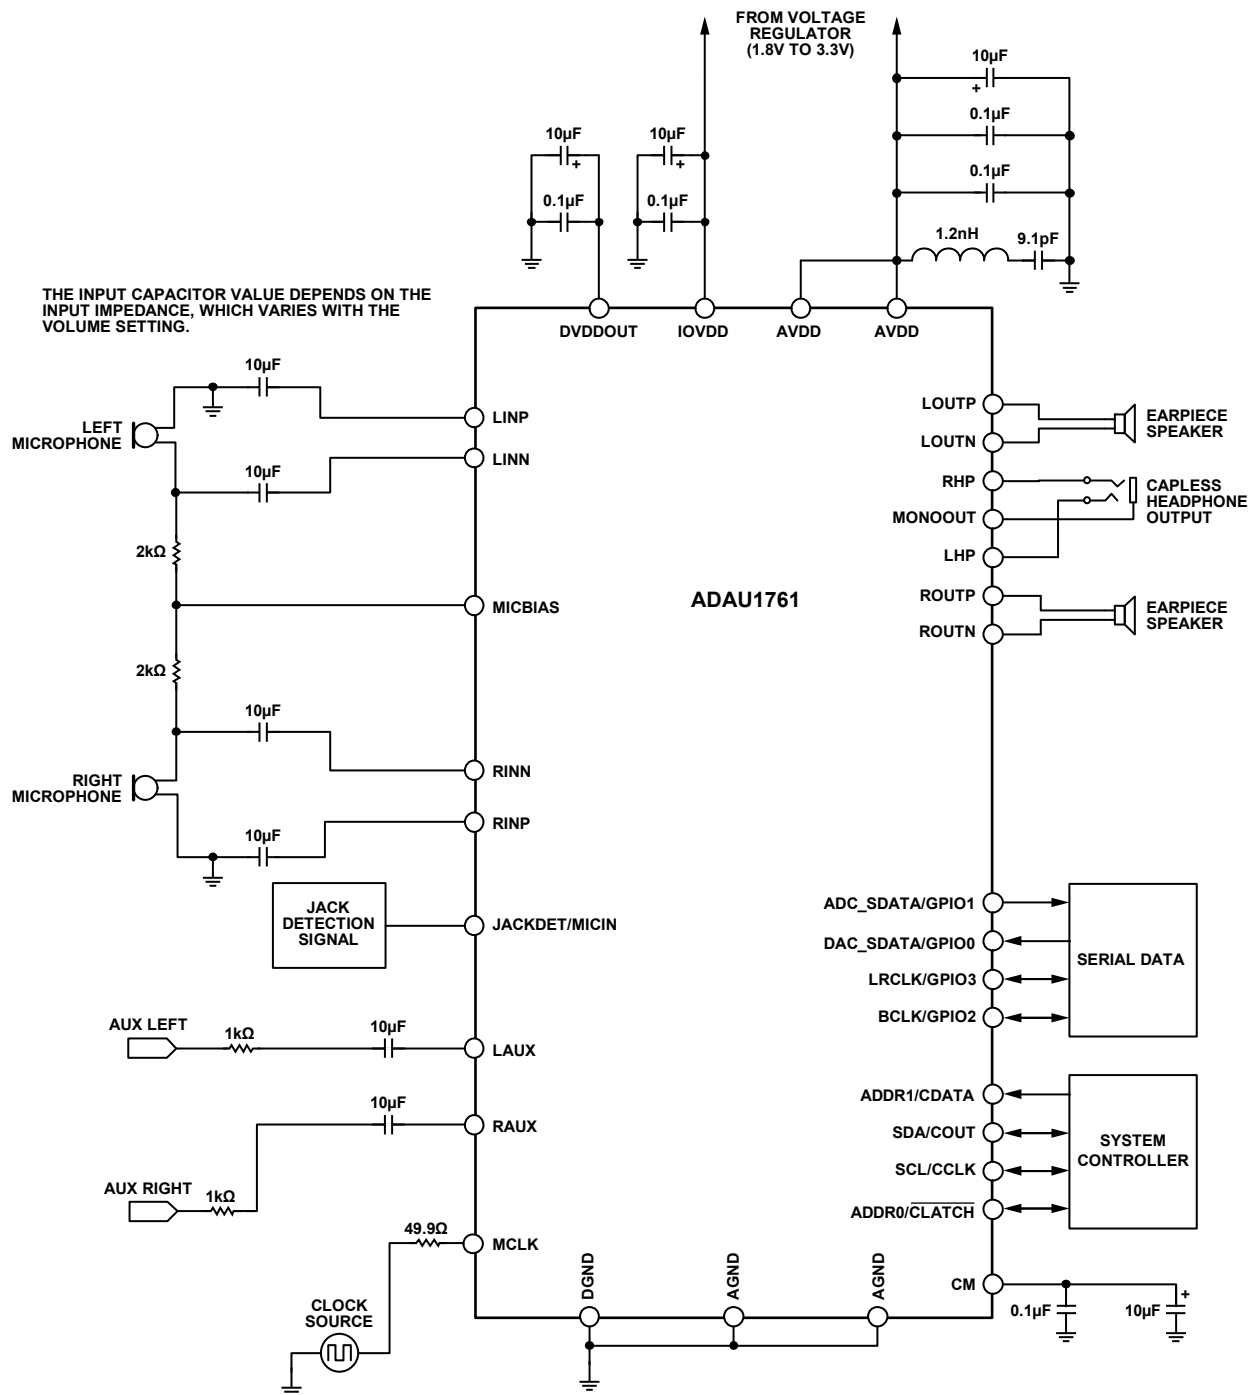 FROM VOLTAGE
REGULATOR
(1.8V TO 3.3V)
10µF
+
0.1µF
0.1µF
1.2nH
9.1pF
10µF
+
0.1µF
10µF
+
0.1µF
THE INPUT CAPACITOR VALUE DEPENDS ON THE
INPUT IMPEDANCE, WHICH VARIES WITH THE
VOLUME SETTING.
DVDDOUT
IOVDD
AVDD
AVDD
10µF
LINP
LEFT
MICROPHONE
10µF
LINN
2kΩ
MICBIAS
2kΩ
10µF
RINN
RIGHT
MICROPHONE
10µF
RINP
JACK
DETECTION
SIGNAL
JACKDET/MICIN
AUX LEFT
1kΩ
10µF
LAUX
10µF
RAUX
AUX RIGHT
1kΩ
49.9Ω
MCLK
CLOCK
SOURCE
ADAU1761
LOUTP
LOUTN
EARPIECE
SPEAKER
RHP
MONOOUT
LHP
CAPLESS
HEADPHONE
OUTPUT
ROUTP
ROUTN
EARPIECE
SPEAKER
ADC_SDATA/GPIO1
DAC_SDATA/GPIO0
LRCLK/GPIO3
BCLK/GPIO2
SERIAL DATA
ADDR1/CDATA
SDA/COUT
SCL/CCLK
ADDR0/CLATCH
SYSTEM
CONTROLLER
DGND
AGND
AGND
CM
0.1µF
10µF
+